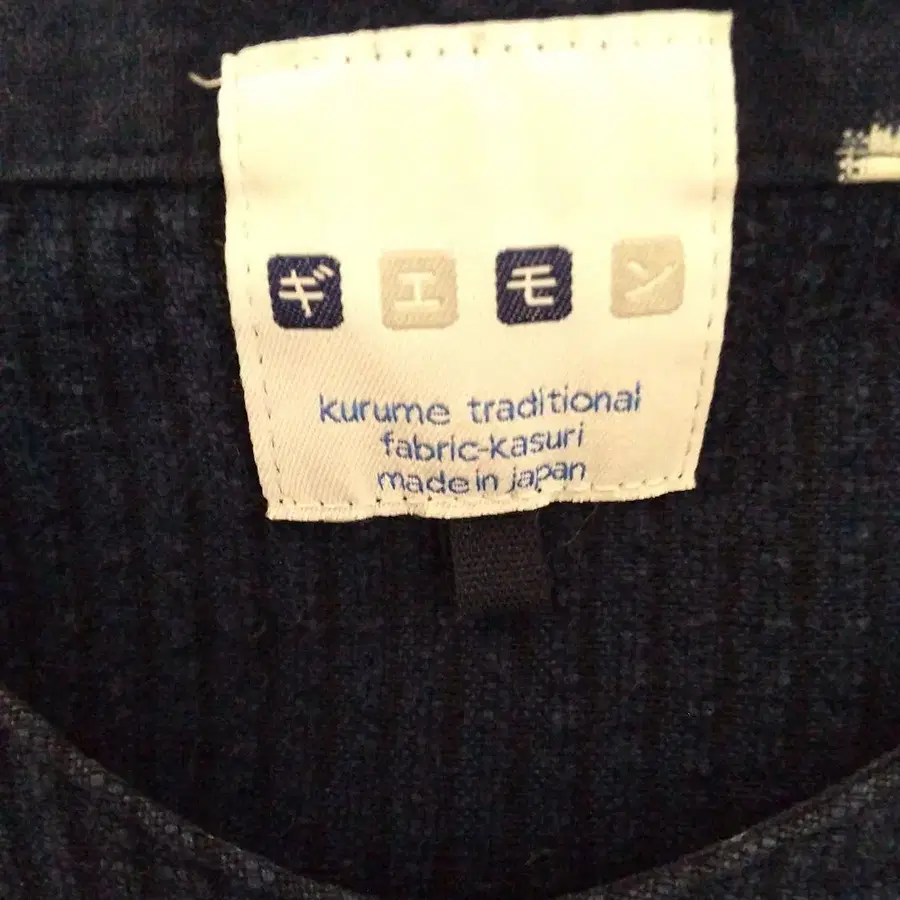 ギエモン
kurume traditional
fabric-kasuri
made in japan